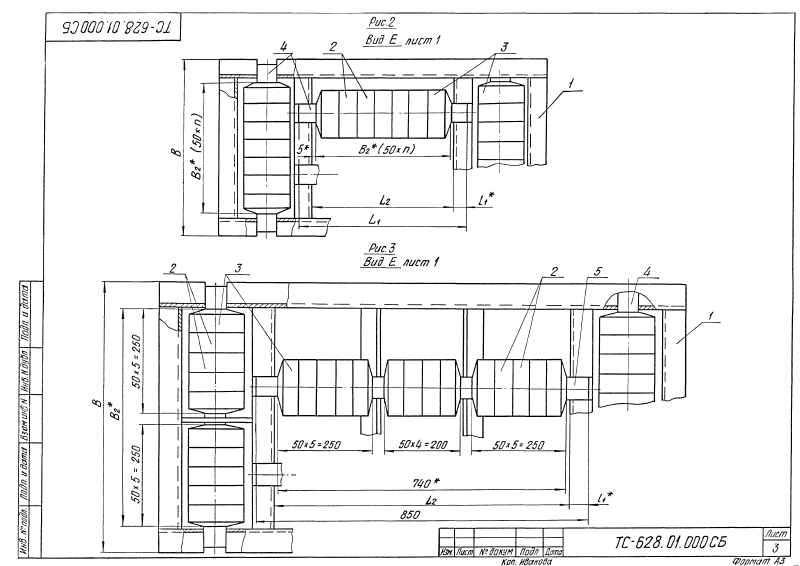 ТС-628.01.000СБ
Рис.2
Вид Е лист 1
4 2 3 1
В
В₂* (50×п)
5*
В₂* (50×п)
L₂
l₁*
L₁
Рис.3
Вид Е лист 1
2 3 2 5 4 1
В
В₂*
50×5=250
50×5=250
50×5=250
50×4=200
50×5=250
740*
L₂
l₁*
850
Подп. и дата
Инв. № дубл.
Взам инв N
Подп. и дата
Инв. № подл.
Изм. Лист № докум Подп Дата
ТС-628.01.000СБ
Лист
3
Коп. Иванова
Формат А3